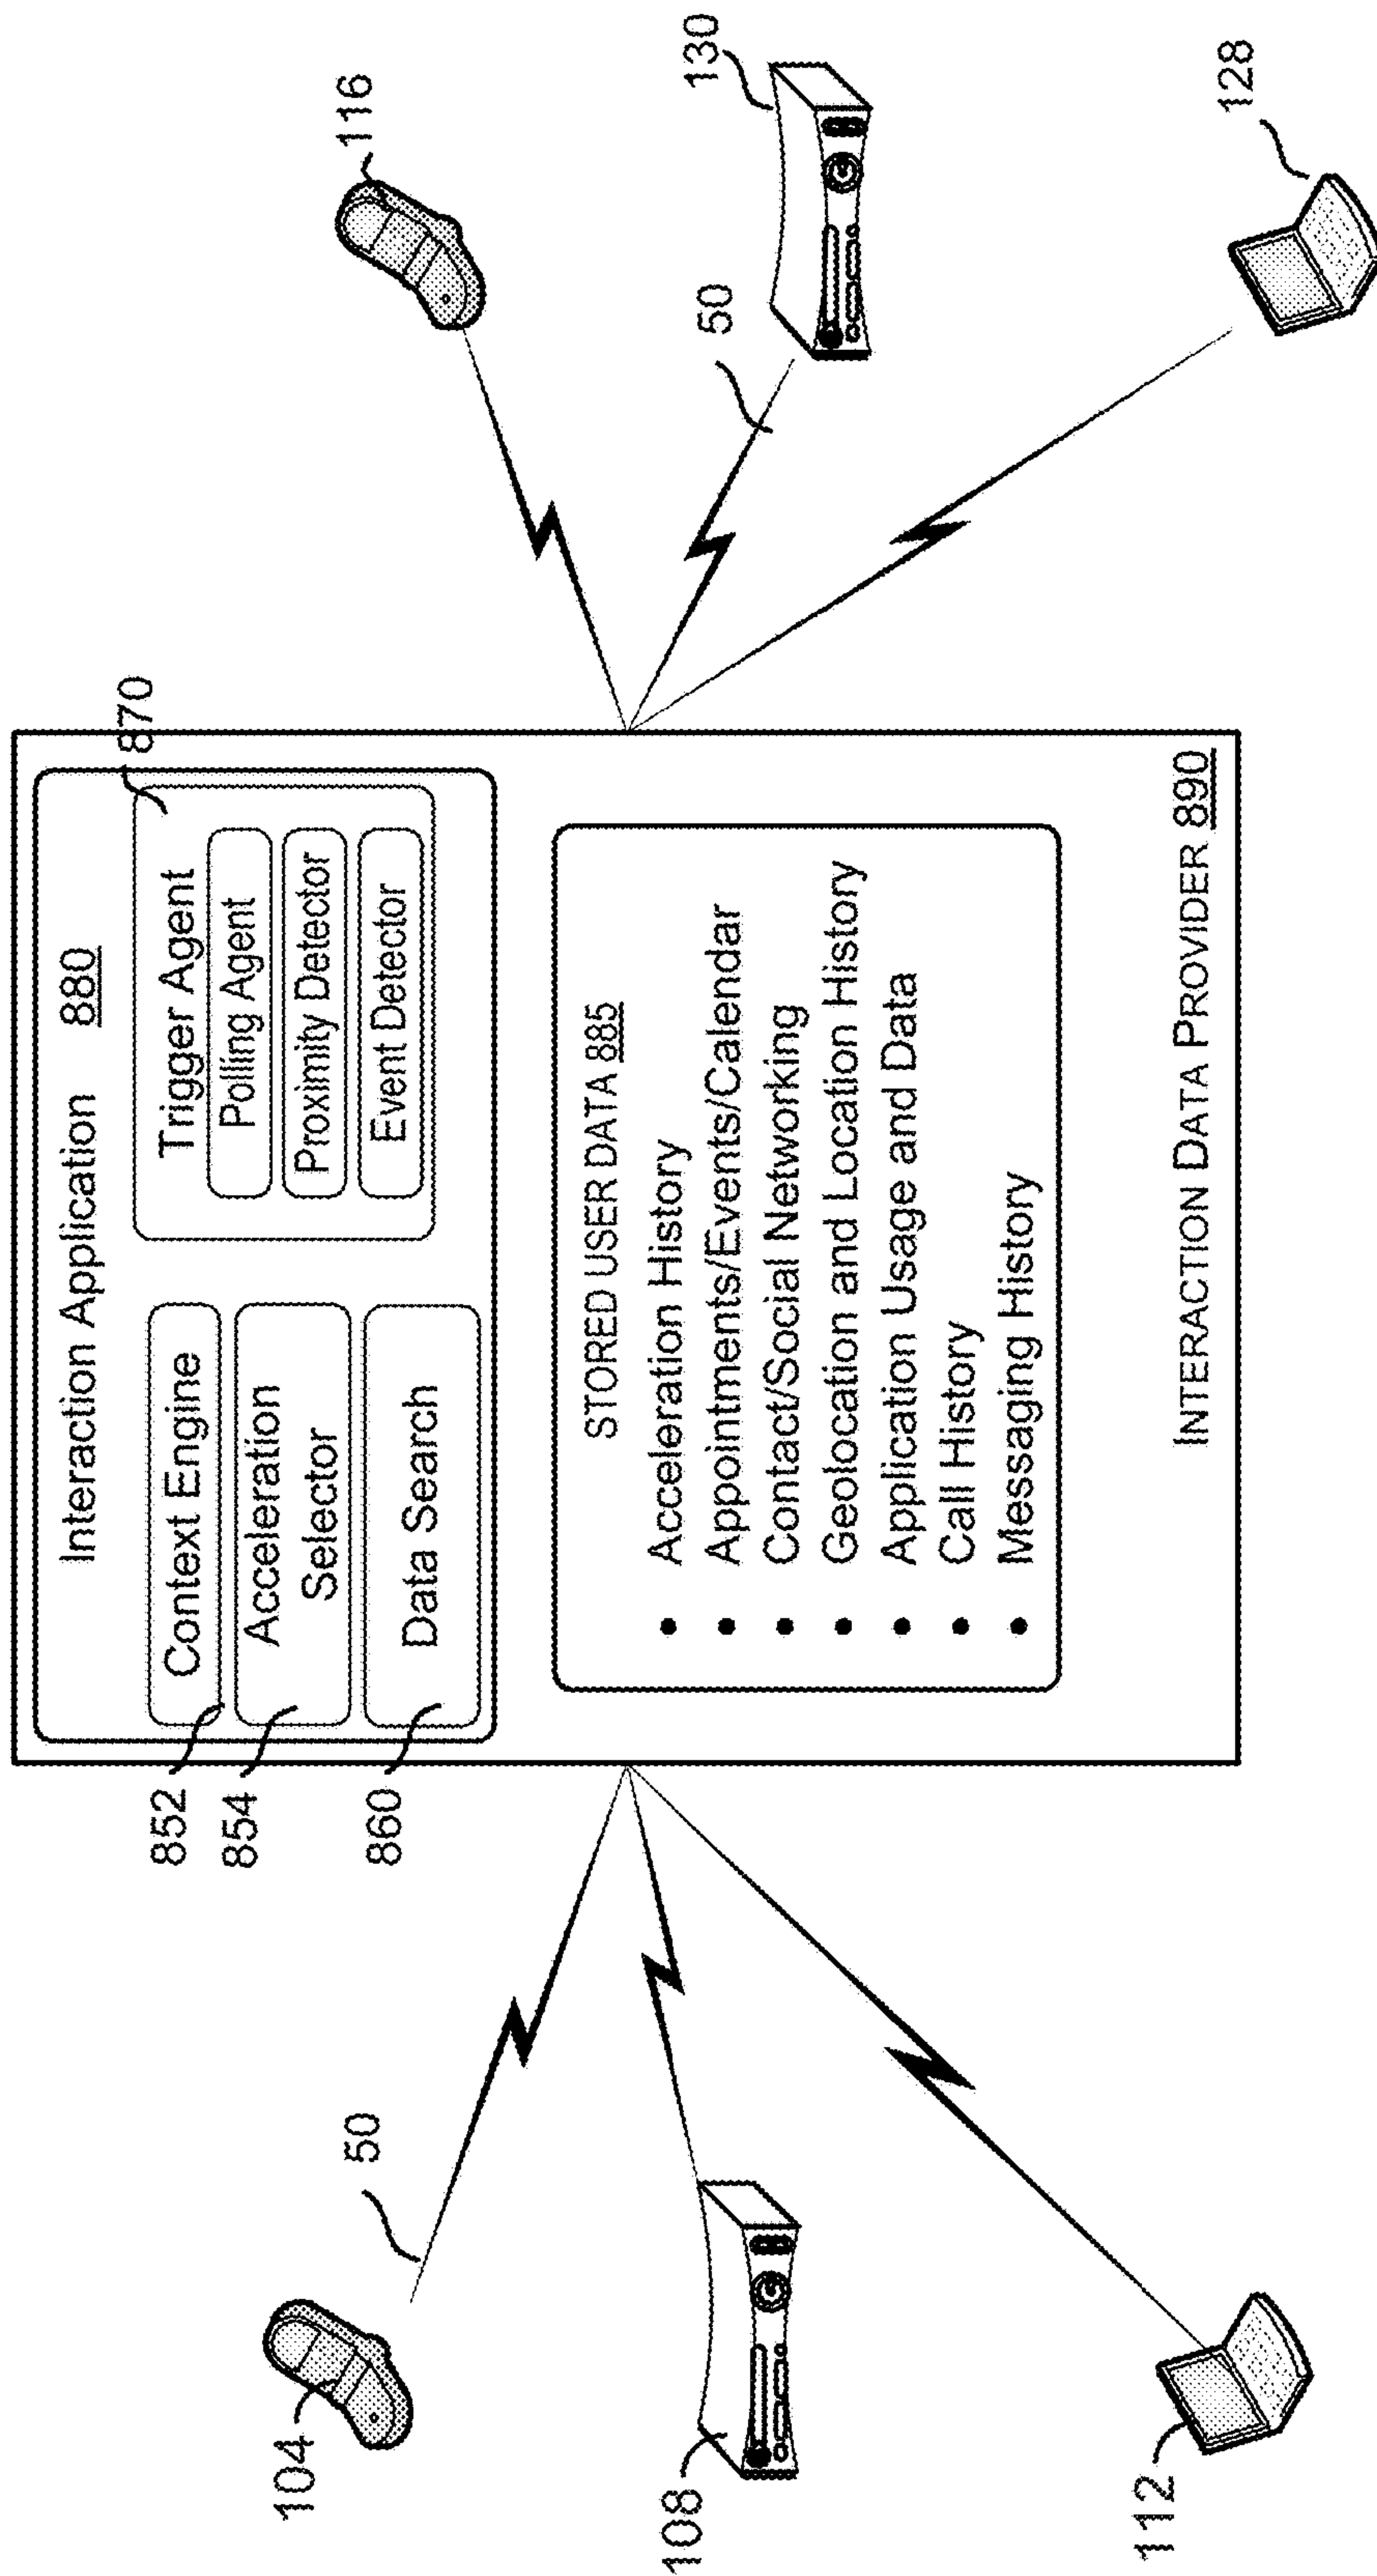 Interaction Application 880
852
Context Engine
854
Acceleration
Selector
860
Data Search
870
Trigger Agent
Polling Agent
Proximity Detector
Event Detector
STORED USER DATA 885
• Acceleration History
• Appointments/Events/Calendar
• Contact/Social Networking
• Geolocation and Location History
• Application Usage and Data
• Call History
• Messaging History
INTERACTION DATA PROVIDER 890
104
50
108
112
116
50
130
128